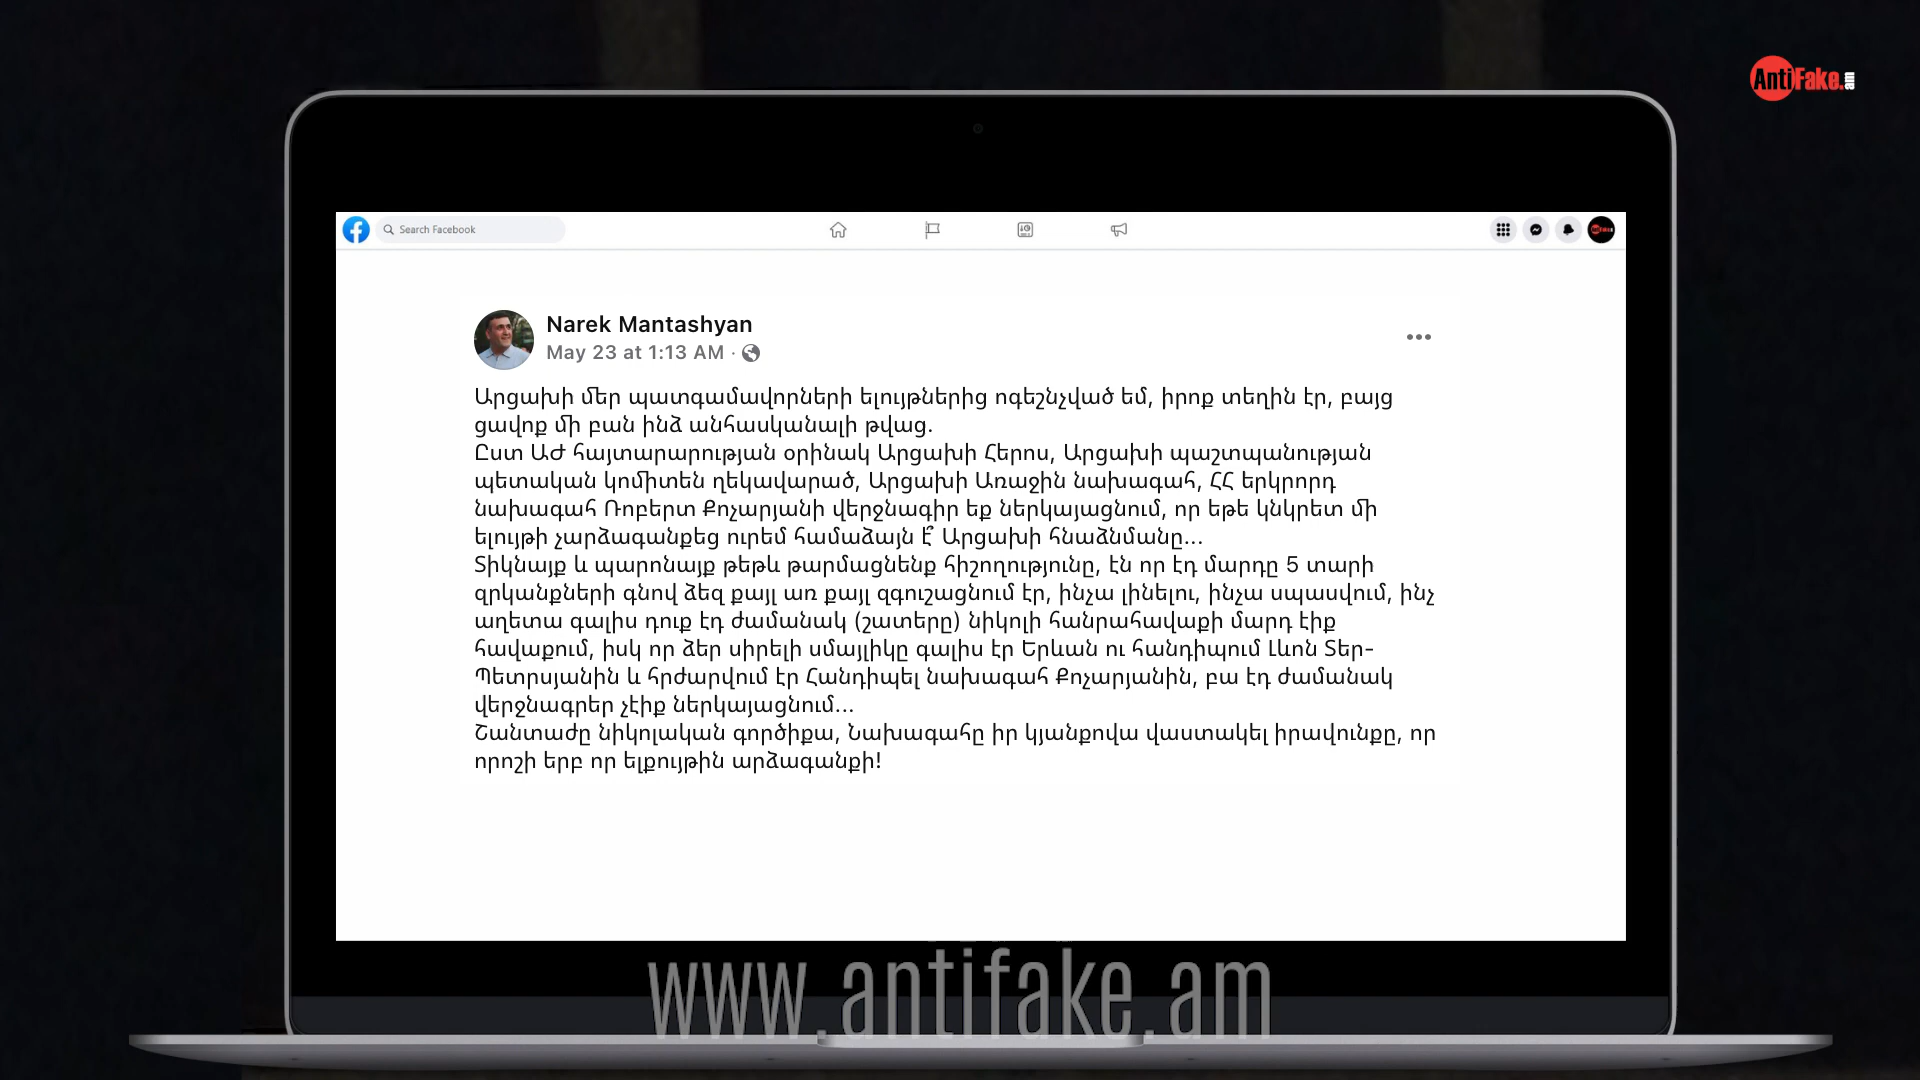 AntiFake.am
Search Facebook
Narek Mantashyan
May 23 at 1:13 AM ·
Արցախի մեր պատգամավորների ելույթներից ոգեշնչված եմ, իրոք տեղին էր, բայց
ցավոք մի բան ինձ անհասկանալի թվաց.
Ըստ ԱԺ հայտարարության օրինակ Արցախի Հերոս, Արցախի պաշտպանության
պետական կոմիտեն ղեկավարած, Արցախի Առաջին նախագահ, ՀՀ երկրորդ
նախագահ Ռոբերտ Քոչարյանի վերջնագիր եք ներկայացնում, որ եթե կնկրետ մի
ելույթի չարձագանքեց ուրեմ համաձայն է՞ Արցախի հնաձնմանը...
Տիկնայք և պարոնայք թեթև թարմացնենք հիշողությունը, էն որ էդ մարդը 5 տարի
զրկանքների գնով ձեզ քայլ առ քայլ զգուշացնում էր, ինչա լինելու, ինչա սպասվում, ինչ
աղետա գալիս դուք էդ ժամանակ (շատերը) նիկոլի հանրահավաքի մարդ էիք
հավաքում, իսկ որ ձեր սիրելի սմայլիկը գալիս էր Երևան ու հանդիպում Լևոն Տեր-
Պետրսյանին և հրժարվում էր Հանդիպել նախագահ Քոչարյանին, բա էդ ժամանակ
վերջնագրեր չէիք ներկայացնում...
Շանտաժը նիկոլական գործիքա, Նախագահը իր կյանքովա վաստակել իրավունքը, որ
որոշի երբ որ ելքույթին արձագանքի!
www.antifake.am